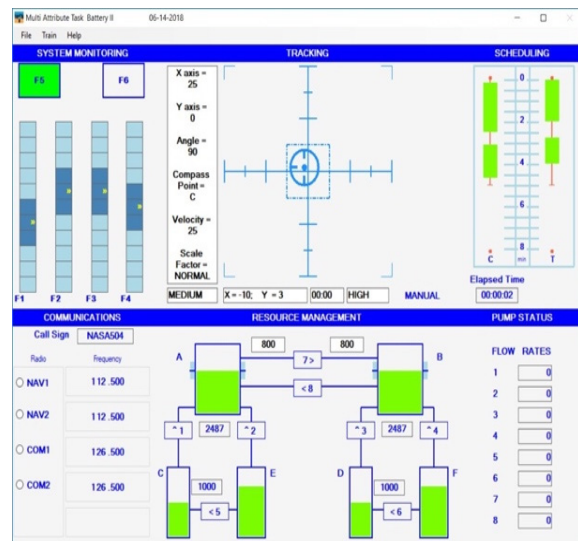 Multi Attribute Task Battery II 06-14-2018
File Train Help
SYSTEM MONITORING
F5 F6
F1 F2 F3 F4
TRACKING
X axis =
25
Y axis =
0
Angle =
90
Compass
Point =
C
Velocity =
25
Scale
Factor =
NORMAL
MEDIUM X = -10; Y = 3 00:00 HIGH MANUAL
SCHEDULING
0
2
4
6
8
C min T
Elapsed Time
00:00:02
COMMUNICATIONS
Call Sign NASA504
Radio Frequency
NAV1 112.500
NAV2 112.500
COM1 126.500
COM2 126.500
RESOURCE MANAGEMENT
800 800
A 7> B
<8
^1 2487 ^2 ^3 2487 ^4
C E D F
1000 1000
<5 <6
PUMP STATUS
FLOW RATES
1 0
2 0
3 0
4 0
5 0
6 0
7 0
8 0